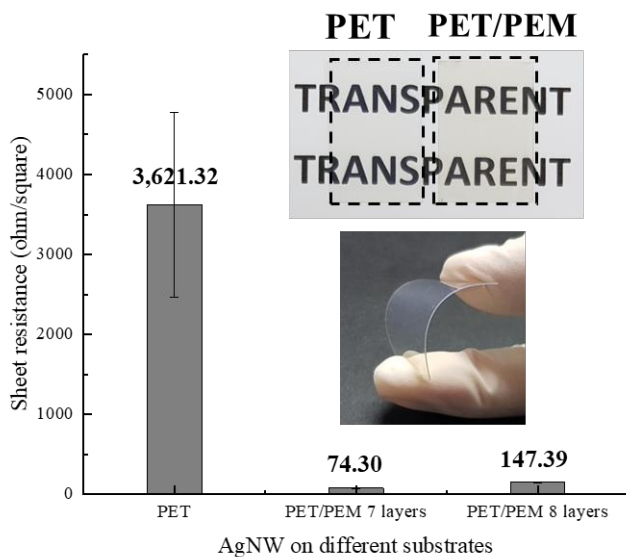 PET PET/PEM
TRANSPARENT
TRANSPARENT
Sheet resistance (ohm/square)
5000
4000
3000
2000
1000
0
3,621.32
74.30
147.39
PET
PET/PEM 7 layers
PET/PEM 8 layers
AgNW on different substrates